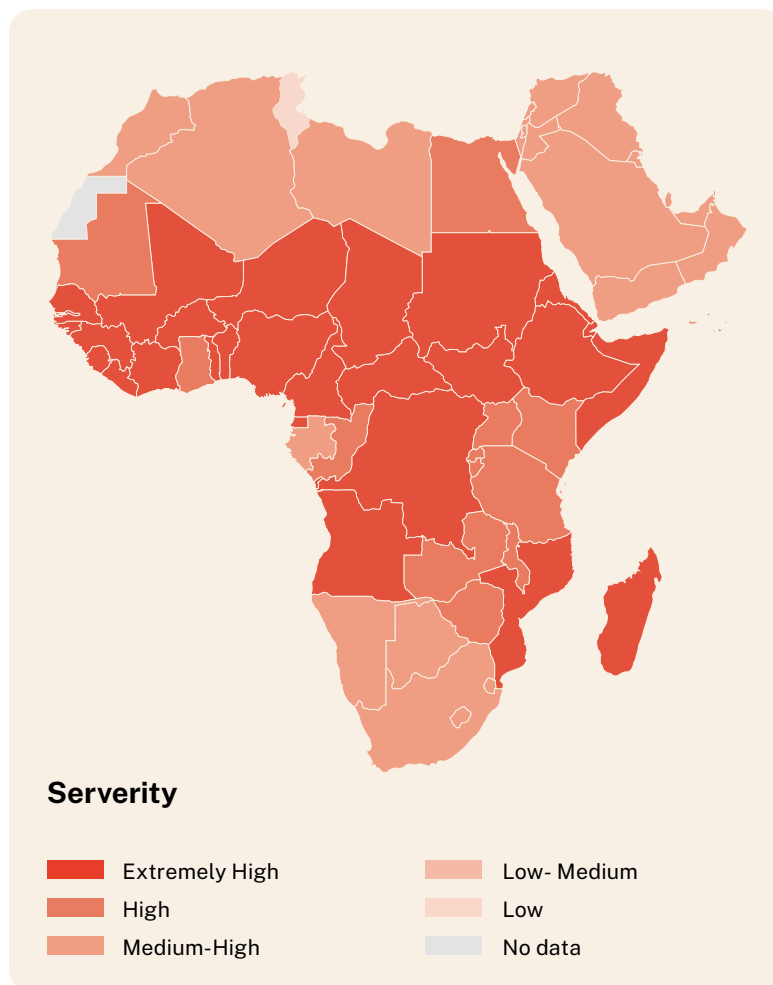 Serverity
Extremely High
High
Medium-High
Low- Medium
Low
No data